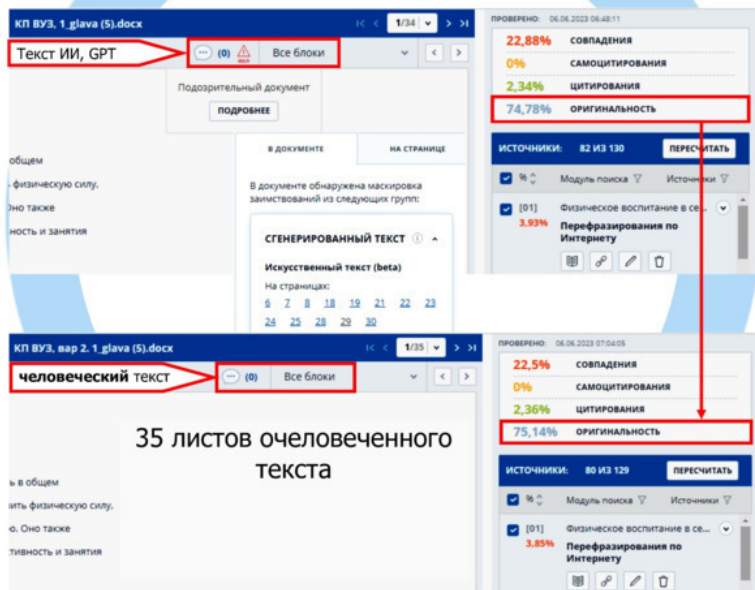 КП ВУЗ, 1_glava (5).docx
1/34
ПРОВЕРЕНО: 06.06.2023 06:48:11
Текст ИИ, GPT
(0)
Все блоки
22,88% СОВПАДЕНИЯ
0% САМОЦИТИРОВАНИЯ
2,34% ЦИТИРОВАНИЯ
74,78% ОРИГИНАЛЬНОСТЬ
Подозрительный документ
ПОДРОБНЕЕ
В ДОКУМЕНТЕ
НА СТРАНИЦЕ
общем
физическую силу,
Оно также
ность и занятия
В документе обнаружена маскировка
заимствований из следующих групп:
СГЕНЕРИРОВАННЫЙ ТЕКСТ
Искусственный текст (beta)
На страницах:
6 7 8 18 19 21 22 23
24 25 28 29 30
ИСТОЧНИКИ: 82 ИЗ 130
ПЕРЕСЧИТАТЬ
%
Модуль поиска
Источники
[01] Физическое воспитание в се...
3,93% Перефразирования по
Интернету
КП ВУЗ, вар 2. 1_glava (5).docx
1/35
ПРОВЕРЕНО: 06.06.2023 07:04:05
человеческий текст
(0)
Все блоки
22,5% СОВПАДЕНИЯ
0% САМОЦИТИРОВАНИЯ
2,36% ЦИТИРОВАНИЯ
75,14% ОРИГИНАЛЬНОСТЬ
35 листов очеловеченного
текста
ь в общем
ить физическую силу,
о. Оно также
тивность и занятия
ИСТОЧНИКИ: 80 ИЗ 129
ПЕРЕСЧИТАТЬ
%
Модуль поиска
Источники
[01] Физическое воспитание в се...
3,85% Перефразирования по
Интернету